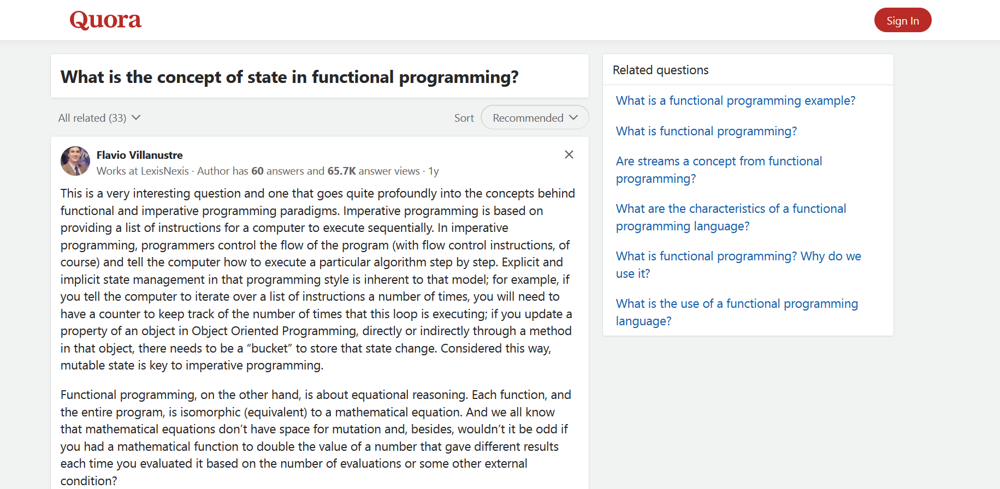 Quora
Sign In
What is the concept of state in functional programming?
All related (33)
Sort
Recommended
Flavio Villanustre
Works at LexisNexis · Author has 60 answers and 65.7K answer views · 1y
This is a very interesting question and one that goes quite profoundly into the concepts behind
functional and imperative programming paradigms. Imperative programming is based on
providing a list of instructions for a computer to execute sequentially. In imperative
programming, programmers control the flow of the program (with flow control instructions, of
course) and tell the computer how to execute a particular algorithm step by step. Explicit and
implicit state management in that programming style is inherent to that model; for example, if
you tell the computer to iterate over a list of instructions a number of times, you will need to
have a counter to keep track of the number of times that this loop is executing; if you update a
property of an object in Object Oriented Programming, directly or indirectly through a method
in that object, there needs to be a “bucket” to store that state change. Considered this way,
mutable state is key to imperative programming.
Functional programming, on the other hand, is about equational reasoning. Each function, and
the entire program, is isomorphic (equivalent) to a mathematical equation. And we all know
that mathematical equations don’t have space for mutation and, besides, wouldn’t it be odd if
you had a mathematical function to double the value of a number that gave different results
each time you evaluated it based on the number of evaluations or some other external
condition?
Related questions
What is a functional programming example?
What is functional programming?
Are streams a concept from functional
programming?
What are the characteristics of a functional
programming language?
What is functional programming? Why do we
use it?
What is the use of a functional programming
language?